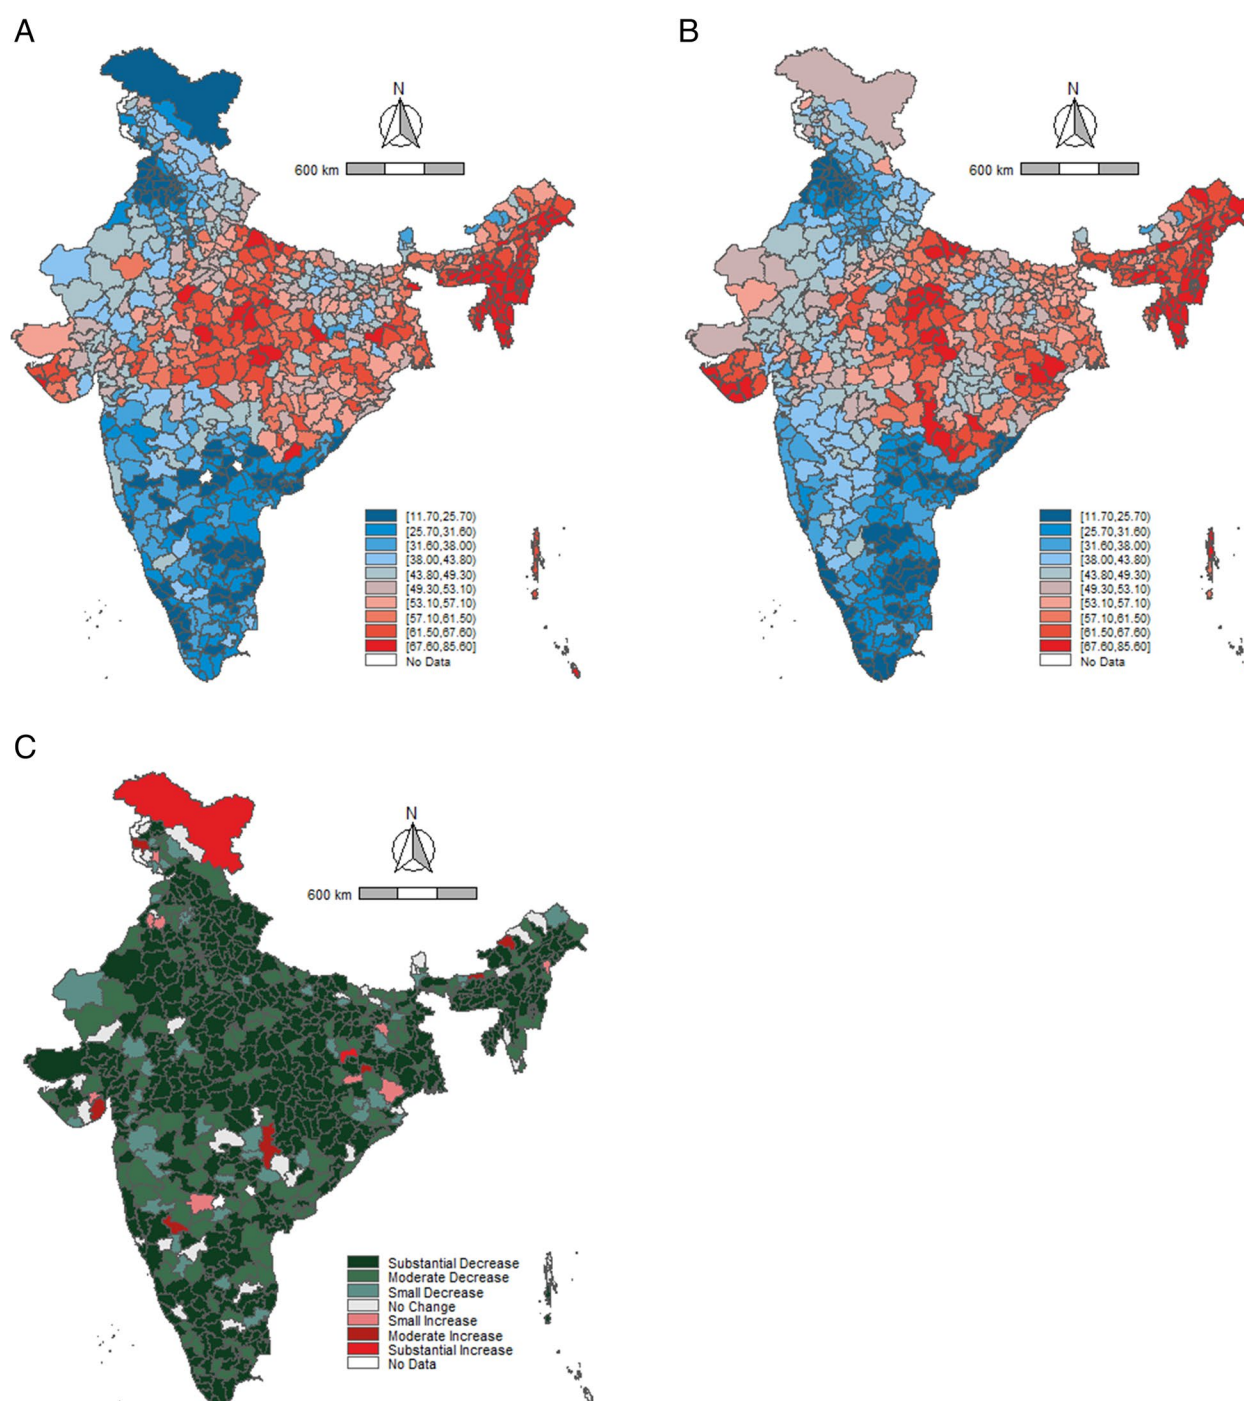 A
B
N
N
600 km
600 km
[11.70,25.70)
[25.70,31.60)
[31.60,38.00)
[38.00,43.80)
[43.80,49.30)
[49.30,53.10)
[53.10,57.10)
[57.10,61.50)
[61.50,67.60)
[67.60,85.60]
No Data
[11.70,25.70)
[25.70,31.60)
[31.60,38.00)
[38.00,43.80)
[43.80,49.30)
[49.30,53.10)
[53.10,57.10)
[57.10,61.50)
[61.50,67.60)
[67.60,85.60]
No Data
C
N
600 km
Substantial Decrease
Moderate Decrease
Small Decrease
No Change
Small Increase
Moderate Increase
Substantial Increase
No Data